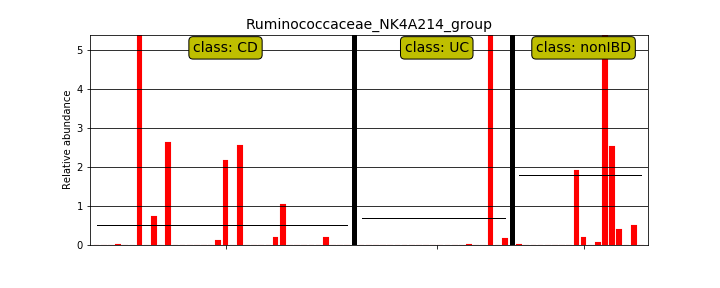 Ruminococcaceae_NK4A214_group
class: CD
class: UC
class: nonIBD
Relative abundance
5
4
3
2
1
0